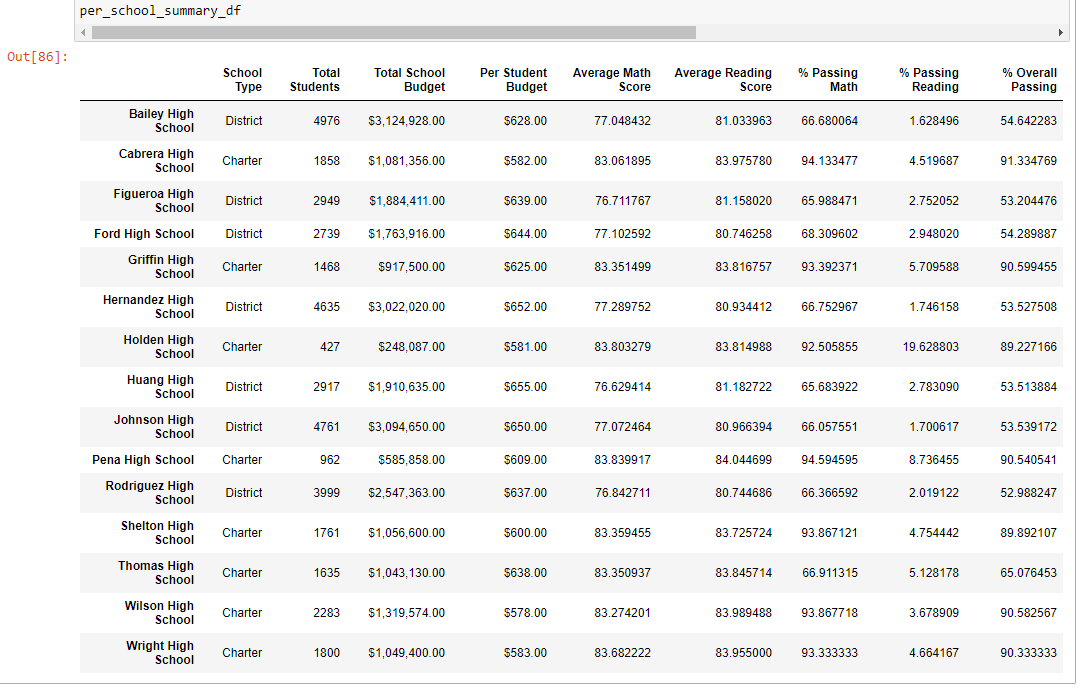 per_school_summary_df
Out[86]:
School Type Total Students Total School Budget Per Student Budget Average Math Score Average Reading Score % Passing Math % Passing Reading % Overall Passing
Bailey High School District 4976 $3,124,928.00 $628.00 77.048432 81.033963 66.680064 1.628496 54.642283
Cabrera High School Charter 1858 $1,081,356.00 $582.00 83.061895 83.975780 94.133477 4.519687 91.334769
Figueroa High School District 2949 $1,884,411.00 $639.00 76.711767 81.158020 65.988471 2.752052 53.204476
Ford High School District 2739 $1,763,916.00 $644.00 77.102592 80.746258 68.309602 2.948020 54.289887
Griffin High School Charter 1468 $917,500.00 $625.00 83.351499 83.816757 93.392371 5.709588 90.599455
Hernandez High School District 4635 $3,022,020.00 $652.00 77.289752 80.934412 66.752967 1.746158 53.527508
Holden High School Charter 427 $248,087.00 $581.00 83.803279 83.814988 92.505855 19.628803 89.227166
Huang High School District 2917 $1,910,635.00 $655.00 76.629414 81.182722 65.683922 2.783090 53.513884
Johnson High School District 4761 $3,094,650.00 $650.00 77.072464 80.966394 66.057551 1.700617 53.539172
Pena High School Charter 962 $585,858.00 $609.00 83.839917 84.044699 94.594595 8.736455 90.540541
Rodriguez High School District 3999 $2,547,363.00 $637.00 76.842711 80.744686 66.366592 2.019122 52.988247
Shelton High School Charter 1761 $1,056,600.00 $600.00 83.359455 83.725724 93.867121 4.754442 89.892107
Thomas High School Charter 1635 $1,043,130.00 $638.00 83.350937 83.845714 66.911315 5.128178 65.076453
Wilson High School Charter 2283 $1,319,574.00 $578.00 83.274201 83.989488 93.867718 3.678909 90.582567
Wright High School Charter 1800 $1,049,400.00 $583.00 83.682222 83.955000 93.333333 4.664167 90.333333